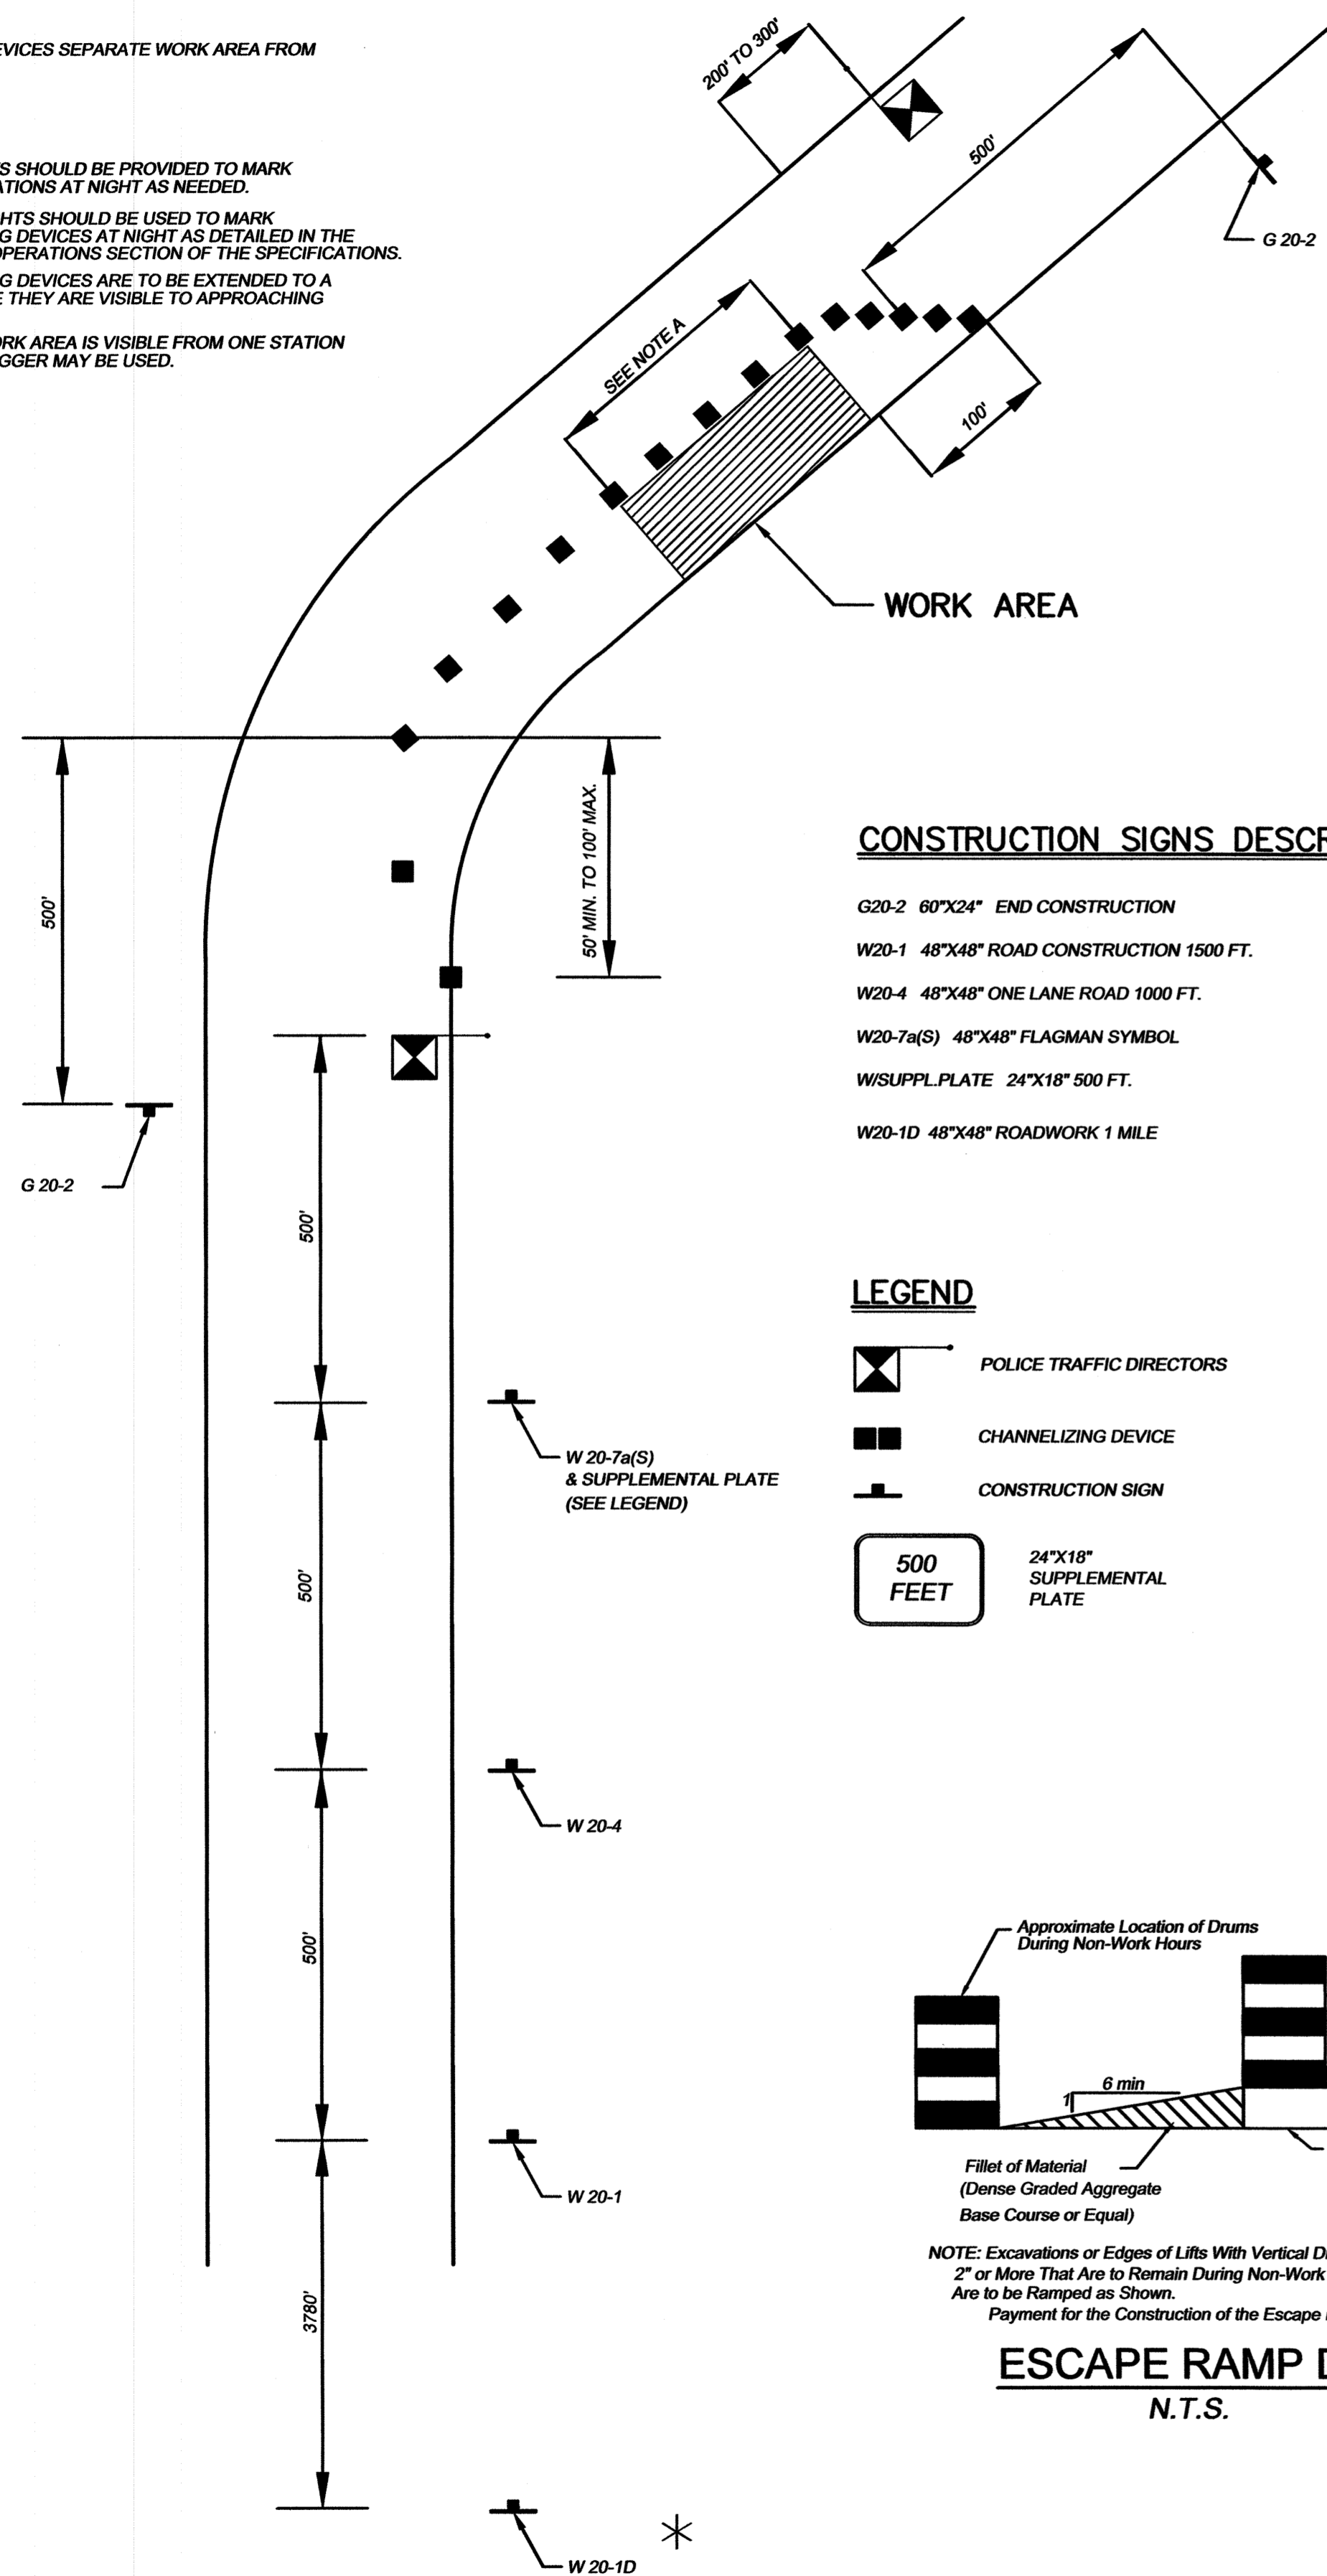 EVICES SEPARATE WORK AREA FROM
TS SHOULD BE PROVIDED TO MARK
ATIONS AT NIGHT AS NEEDED.
GHTS SHOULD BE USED TO MARK
G DEVICES AT NIGHT AS DETAILED IN THE
OPERATIONS SECTION OF THE SPECIFICATIONS.
G DEVICES ARE TO BE EXTENDED TO A
E THEY ARE VISIBLE TO APPROACHING
ORK AREA IS VISIBLE FROM ONE STATION
GGER MAY BE USED.
200' TO 300'
500'
G 20-2
SEE NOTE A
100'
WORK AREA
500'
50' MIN. TO 100' MAX.
G 20-2
CONSTRUCTION SIGNS DESCR
G20-2 60"X24" END CONSTRUCTION
W20-1 48"X48" ROAD CONSTRUCTION 1500 FT.
W20-4 48"X48" ONE LANE ROAD 1000 FT.
W20-7a(S) 48"X48" FLAGMAN SYMBOL
W/SUPPL.PLATE 24"X18" 500 FT.
W20-1D 48"X48" ROADWORK 1 MILE
500'
LEGEND
POLICE TRAFFIC DIRECTORS
CHANNELIZING DEVICE
CONSTRUCTION SIGN
500
FEET
24"X18"
SUPPLEMENTAL
PLATE
W 20-7a(S)
& SUPPLEMENTAL PLATE
(SEE LEGEND)
500'
W 20-4
500'
W 20-1
3780'
W 20-1D
Approximate Location of Drums
During Non-Work Hours
6 min
1
Fillet of Material
(Dense Graded Aggregate
Base Course or Equal)
NOTE: Excavations or Edges of Lifts With Vertical D
2" or More That Are to Remain During Non-Work
Are to be Ramped as Shown.
Payment for the Construction of the Escape
ESCAPE RAMP D
N.T.S.